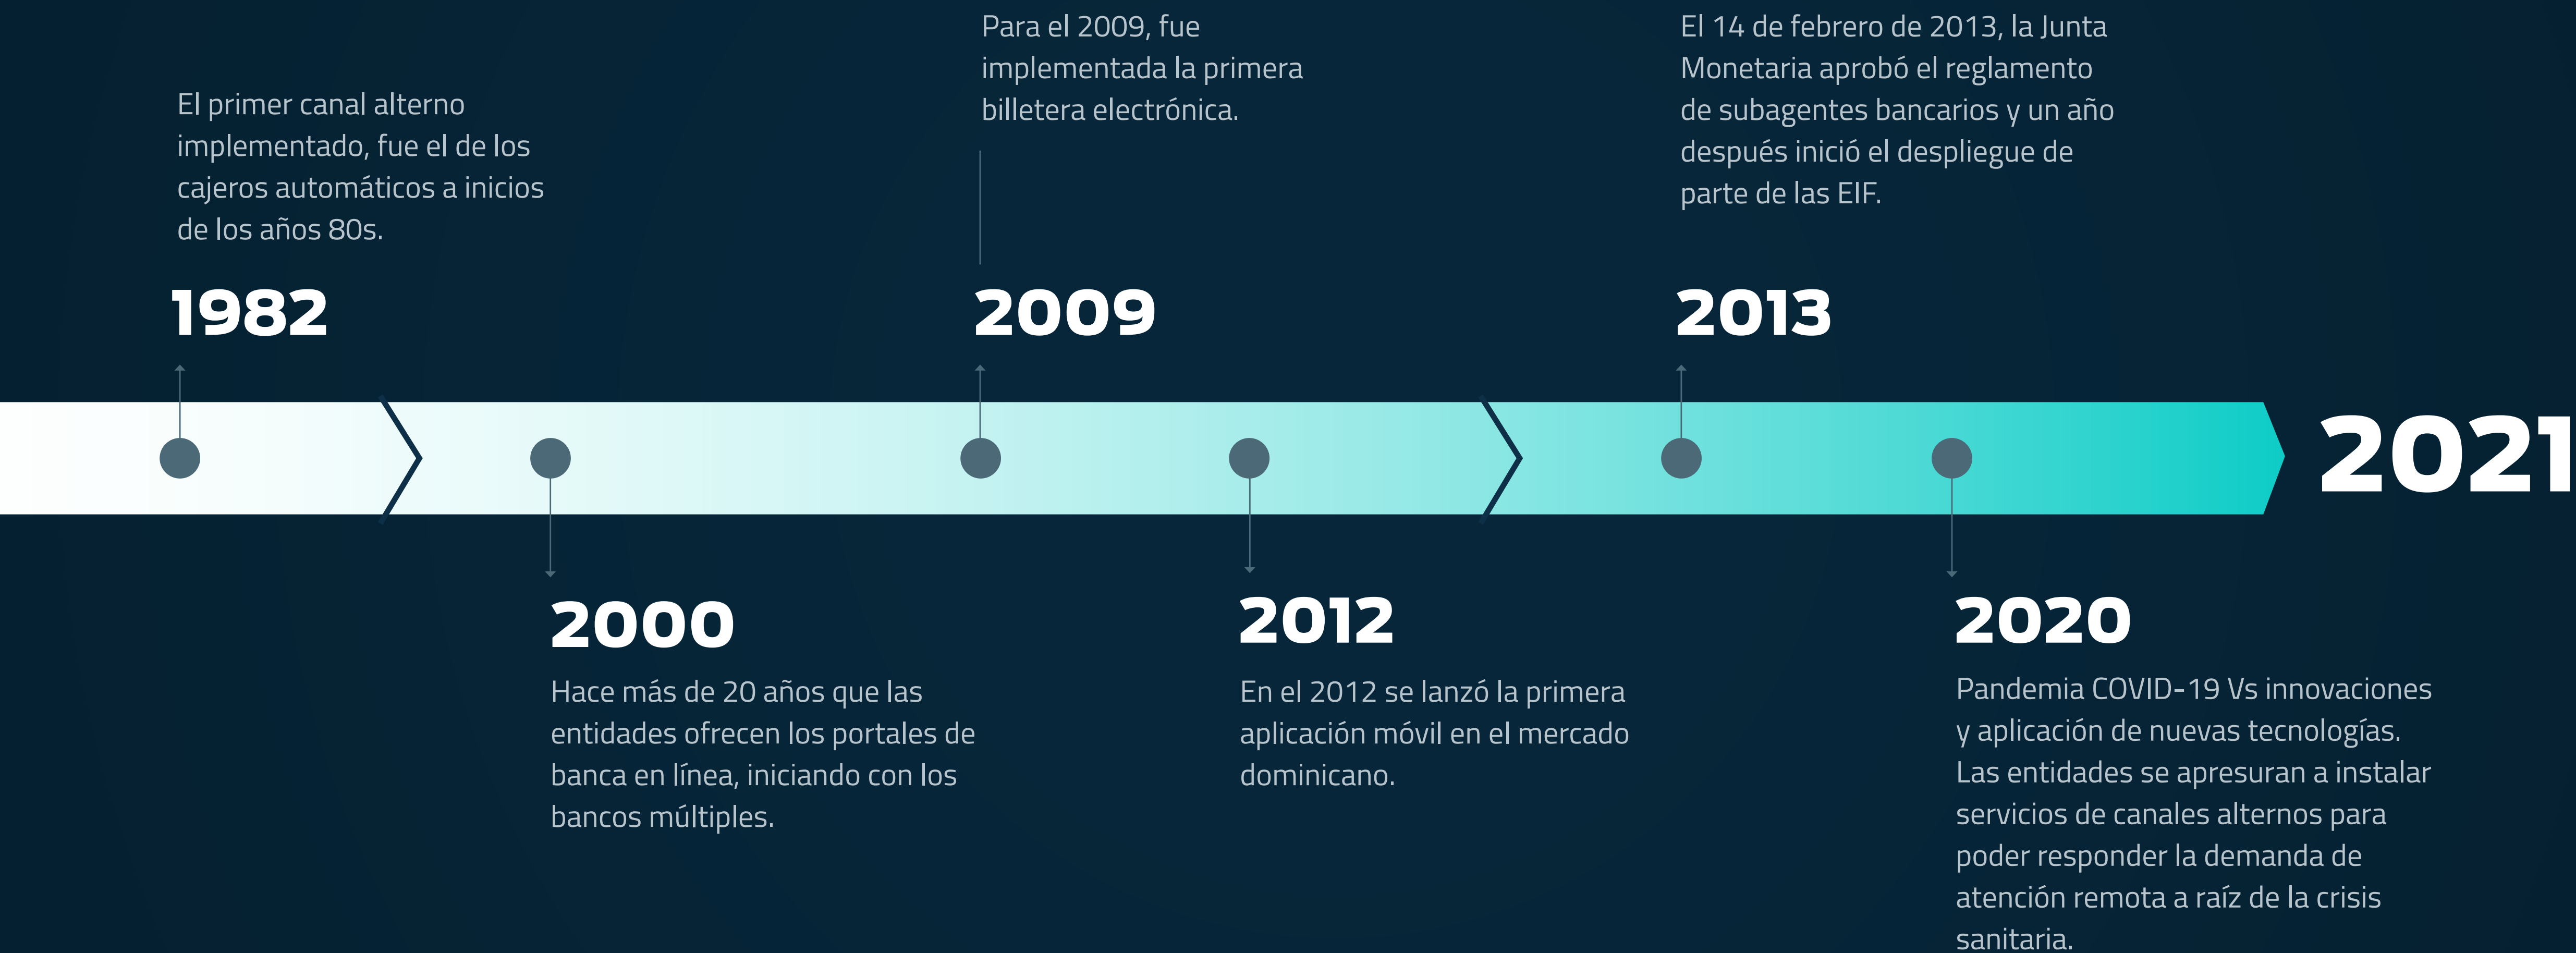 El primer canal alterno
implementado, fue el de los
cajeros automáticos a inicios
de los años 80s.
1982
Para el 2009, fue
implementada la primera
billetera electrónica.
2009
El 14 de febrero de 2013, la Junta
Monetaria aprobó el reglamento
de subagentes bancarios y un año
después inició el despliegue de
parte de las EIF.
2013
2021
2000
Hace más de 20 años que las
entidades ofrecen los portales de
banca en línea, iniciando con los
bancos múltiples.
2012
En el 2012 se lanzó la primera
aplicación móvil en el mercado
dominicano.
2020
Pandemia COVID-19 Vs innovaciones
y aplicación de nuevas tecnologías.
Las entidades se apresuran a instalar
servicios de canales alternos para
poder responder la demanda de
atención remota a raíz de la crisis
sanitaria.